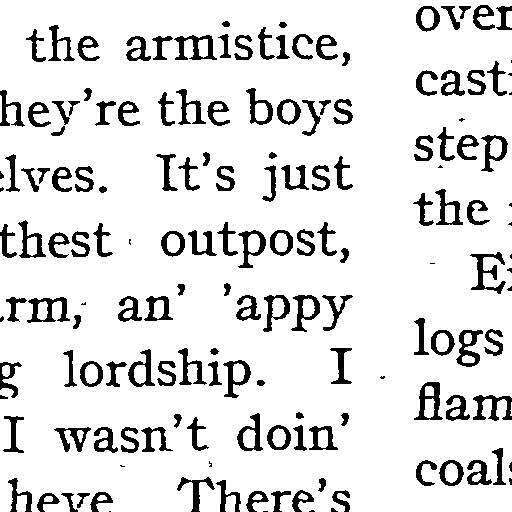 the armistice,
hey're the boys
elves. It's just
thest outpost,
arm, an' 'appy
g lordship. I
I wasn't doin'
heve There's
over
casti
step
the
Ei
logs
flam
coals